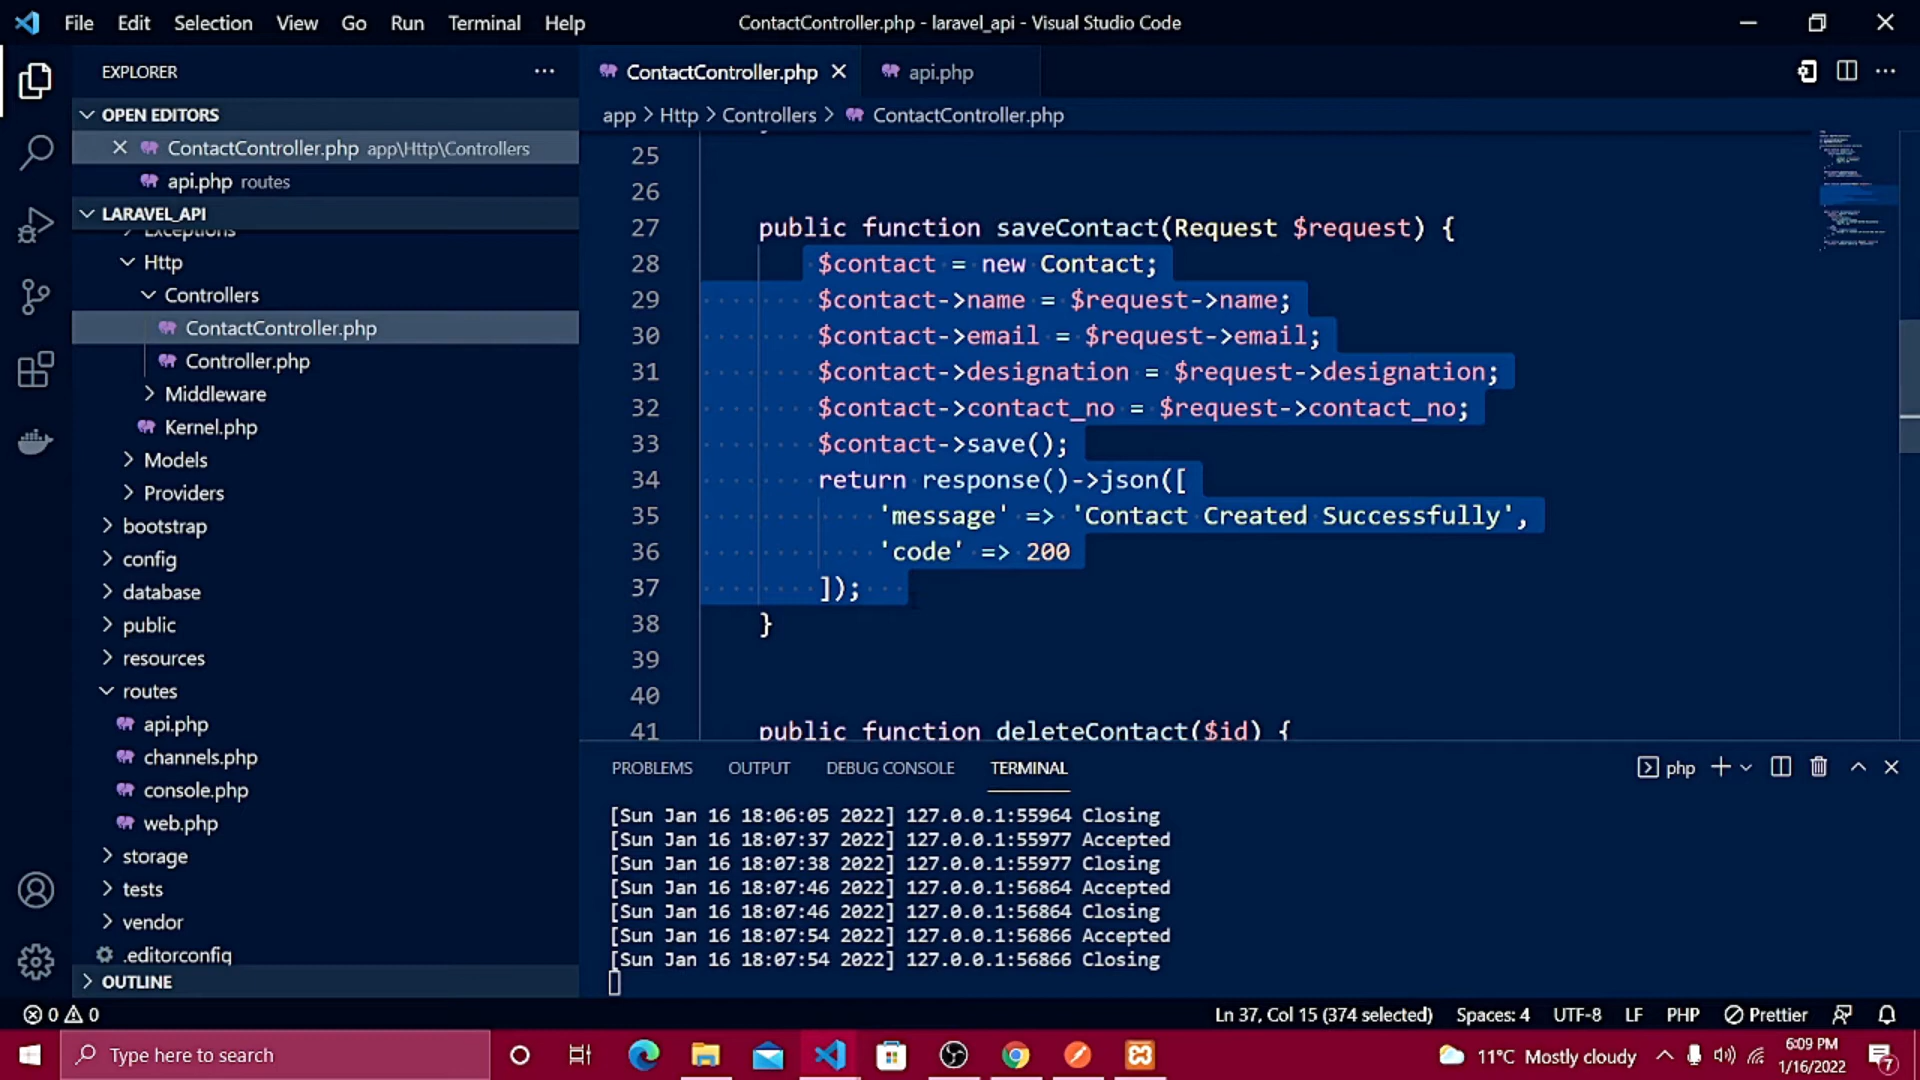 File Edit Selection View Go Run Terminal Help
ContactController.php - laravel_api - Visual Studio Code
EXPLORER
OPEN EDITORS
ContactController.php app\Http\Controllers
api.php routes
LARAVEL_API
Exceptions
Http
Controllers
ContactController.php
Controller.php
Middleware
Kernel.php
Models
Providers
bootstrap
config
database
public
resources
routes
api.php
channels.php
console.php
web.php
storage
tests
vendor
.editorconfig
OUTLINE
ContactController.php
api.php
app > Http > Controllers > ContactController.php
25
26
27 public function saveContact(Request $request) {
28 $contact = new Contact;
29 $contact->name = $request->name;
30 $contact->email = $request->email;
31 $contact->designation = $request->designation;
32 $contact->contact_no = $request->contact_no;
33 $contact->save();
34 return response()->json([
35 'message' => 'Contact Created Successfully',
36 'code' => 200
37 ]);
38 }
39
40
41 public function deleteContact($id) {
PROBLEMS OUTPUT DEBUG CONSOLE TERMINAL
php
[Sun Jan 16 18:06:05 2022] 127.0.0.1:55964 Closing
[Sun Jan 16 18:07:37 2022] 127.0.0.1:55977 Accepted
[Sun Jan 16 18:07:38 2022] 127.0.0.1:55977 Closing
[Sun Jan 16 18:07:46 2022] 127.0.0.1:56864 Accepted
[Sun Jan 16 18:07:46 2022] 127.0.0.1:56864 Closing
[Sun Jan 16 18:07:54 2022] 127.0.0.1:56866 Accepted
[Sun Jan 16 18:07:54 2022] 127.0.0.1:56866 Closing
0 0
Ln 37, Col 15 (374 selected) Spaces: 4 UTF-8 LF PHP Prettier
Type here to search
11°C Mostly cloudy
6:09 PM
1/16/2022
7